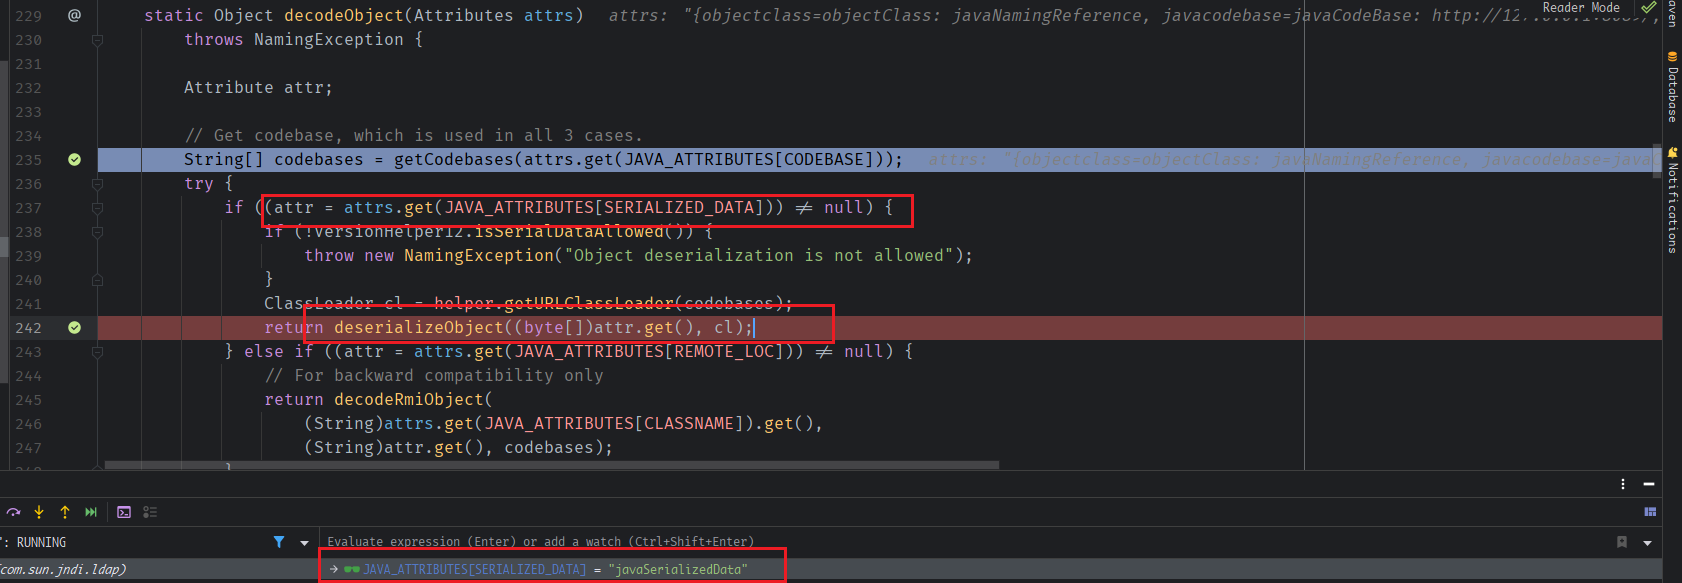 229 @ static Object decodeObject(Attributes attrs) attrs: "{objectclass=objectClass: javaNamingReference, javacodebase=javaCodeBase:
Reader Mode
230 throws NamingException {
231
232 Attribute attr;
233
234 // Get codebase, which is used in all 3 cases.
235 String[] codebases = getCodebases(attrs.get(JAVA_ATTRIBUTES[CODEBASE])); attrs: "{objectclass=objectClass: javaNamingReference, javacodebase=java
236 try {
237 if ((attr = attrs.get(JAVA_ATTRIBUTES[SERIALIZED_DATA])) ≠ null) {
238 if (!VersionHelper12.isSerialDataAllowed()) {
239 throw new NamingException("Object deserialization is not allowed");
240 }
241 ClassLoader cl = helper.getURLClassLoader(codebases);
242 return deserializeObject((byte[])attr.get(), cl);
243 } else if ((attr = attrs.get(JAVA_ATTRIBUTES[REMOTE_LOC])) ≠ null) {
244 // For backward compatibility only
245 return decodeRmiObject(
246 (String)attrs.get(JAVA_ATTRIBUTES[CLASSNAME]).get(),
247 (String)attr.get(), codebases);
}
Database
Notifications
": RUNNING
Evaluate expression (Enter) or add a watch (Ctrl+Shift+Enter)
(com.sun.jndi.ldap)
JAVA_ATTRIBUTES[SERIALIZED_DATA] = "javaSerializedData"